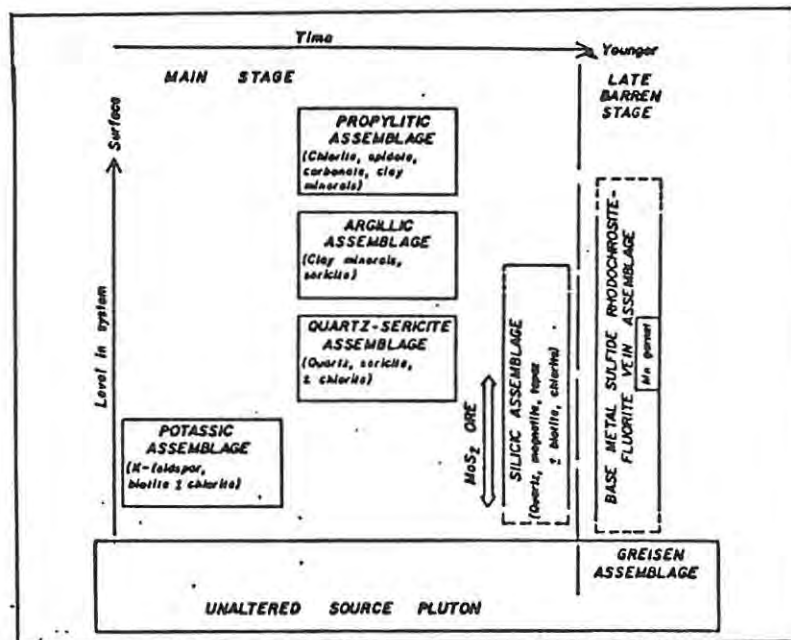 Time
Younger
MAIN STAGE
LATE
BARREN
STAGE
Surface
Level in system
PROPYLITIC
ASSEMBLAGE
(Chlorite, epidote,
carbonate, clay
minerals)
ARGILLIC
ASSEMBLAGE
(Clay minerals,
sericite)
QUARTZ-SERICITE
ASSEMBLAGE
(Quartz, sericite,
± chlorite)
POTASSIC
ASSEMBLAGE
(K-feldspar,
biotite ± chlorite)
MoS2 ORE
SILICIC ASSEMBLAGE
(Quartz, magnetite, topaz
± biotite, chlorite)
BASE METAL SULFIDE RHODOCHROSITE-
FLUORITE VEIN ASSEMBLAGE
Mn garnet
GREISEN
ASSEMBLAGE
UNALTERED SOURCE PLUTON